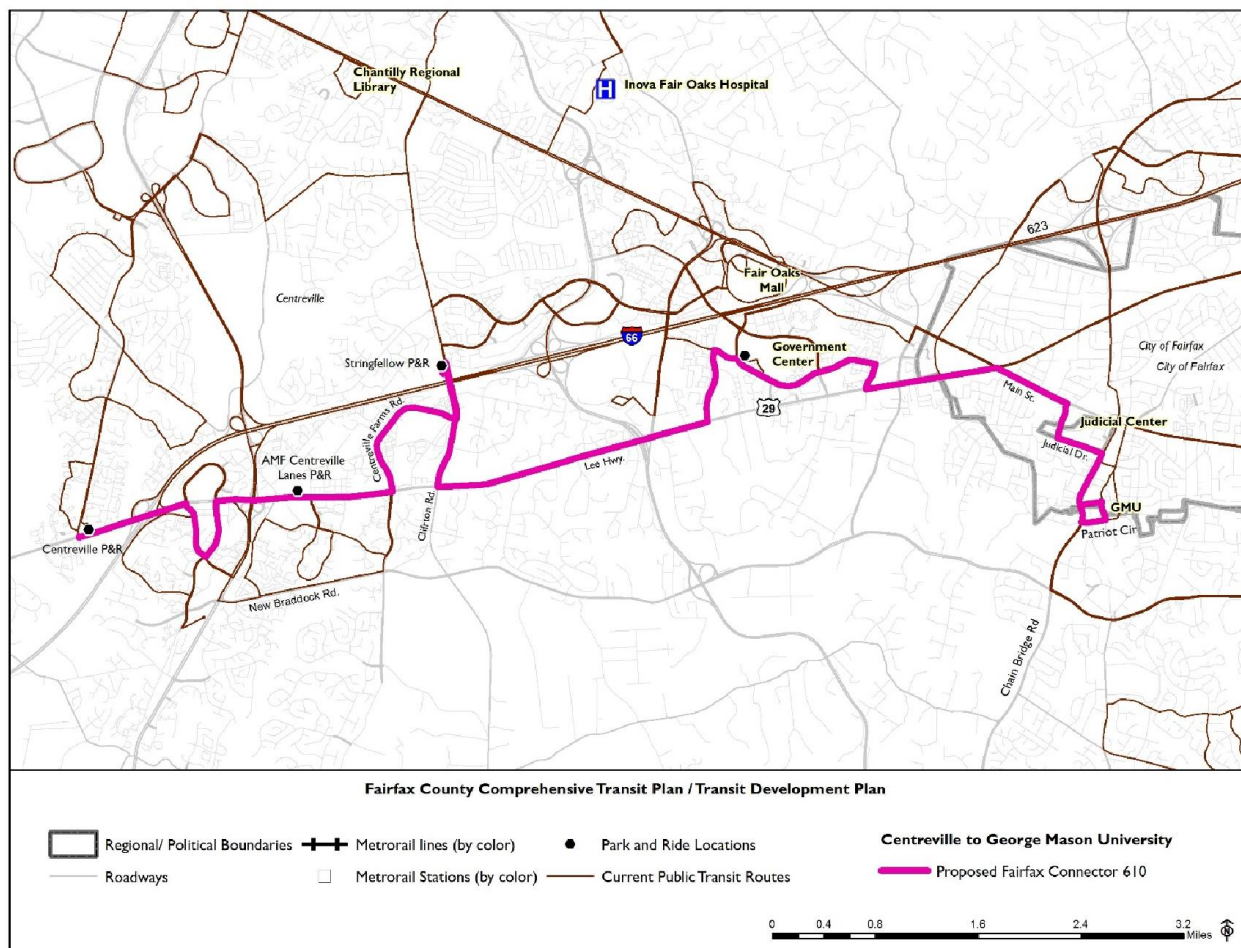 Chantilly Regional
Library
H
Inova Fair Oaks Hospital
623
Fair Oaks
Mall
Centreville
66
Stringfellow P&R
Government
Center
City of Fairfax
City of Fairfax
29
Main St.
Centreville Farms Rd.
Judicial Center
Judicial Dr.
AMF Centreville
Lanes P&R
Lee Hwy.
Clifton Rd.
GMU
Patriot Cir
Centreville P&R
New Braddock Rd.
Chain Bridge Rd
Fairfax County Comprehensive Transit Plan / Transit Development Plan
Regional/ Political Boundaries
Metrorail lines (by color)
Park and Ride Locations
Centreville to George Mason University
Roadways
Metrorail Stations (by color)
Current Public Transit Routes
Proposed Fairfax Connector 610
0 0.4 0.8 1.6 2.4 3.2
Miles
N